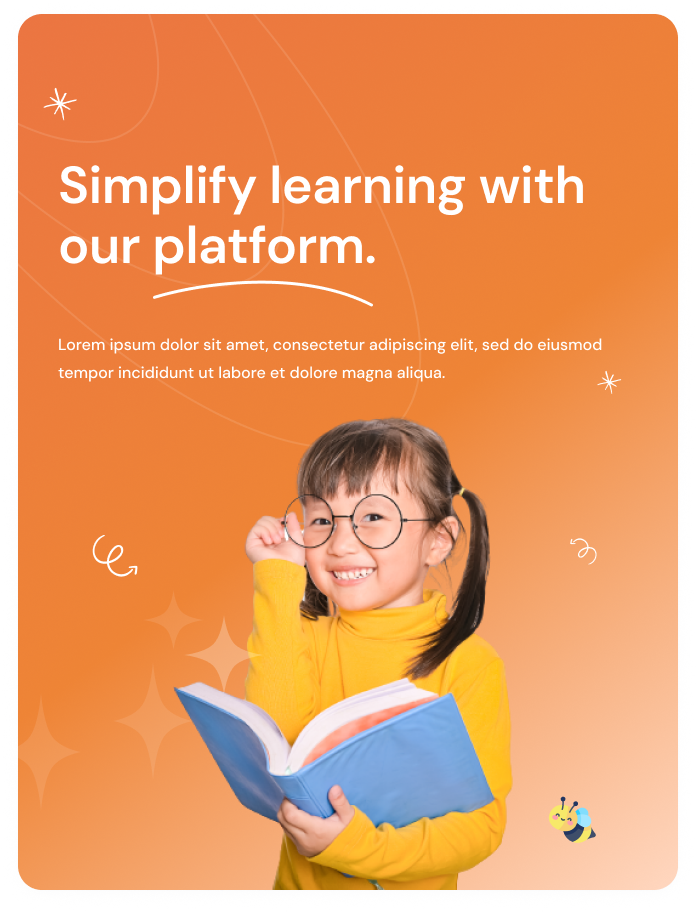 Simplify learning with
our platform.
Lorem ipsum dolor sit amet, consectetur adipiscing elit, sed do eiusmod
tempor incididunt ut labore et dolore magna aliqua.